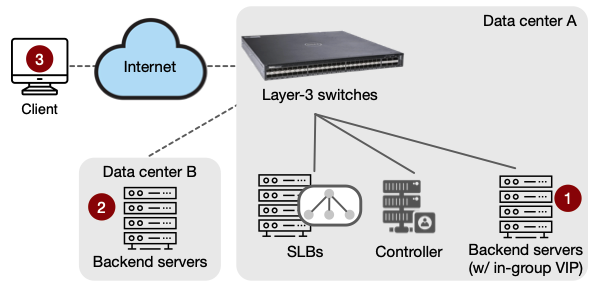 Data center A
3
Internet
Client
Layer-3 switches
Data center B
2
Backend servers
SLBs
Controller
1
Backend servers
(w/ in-group VIP)